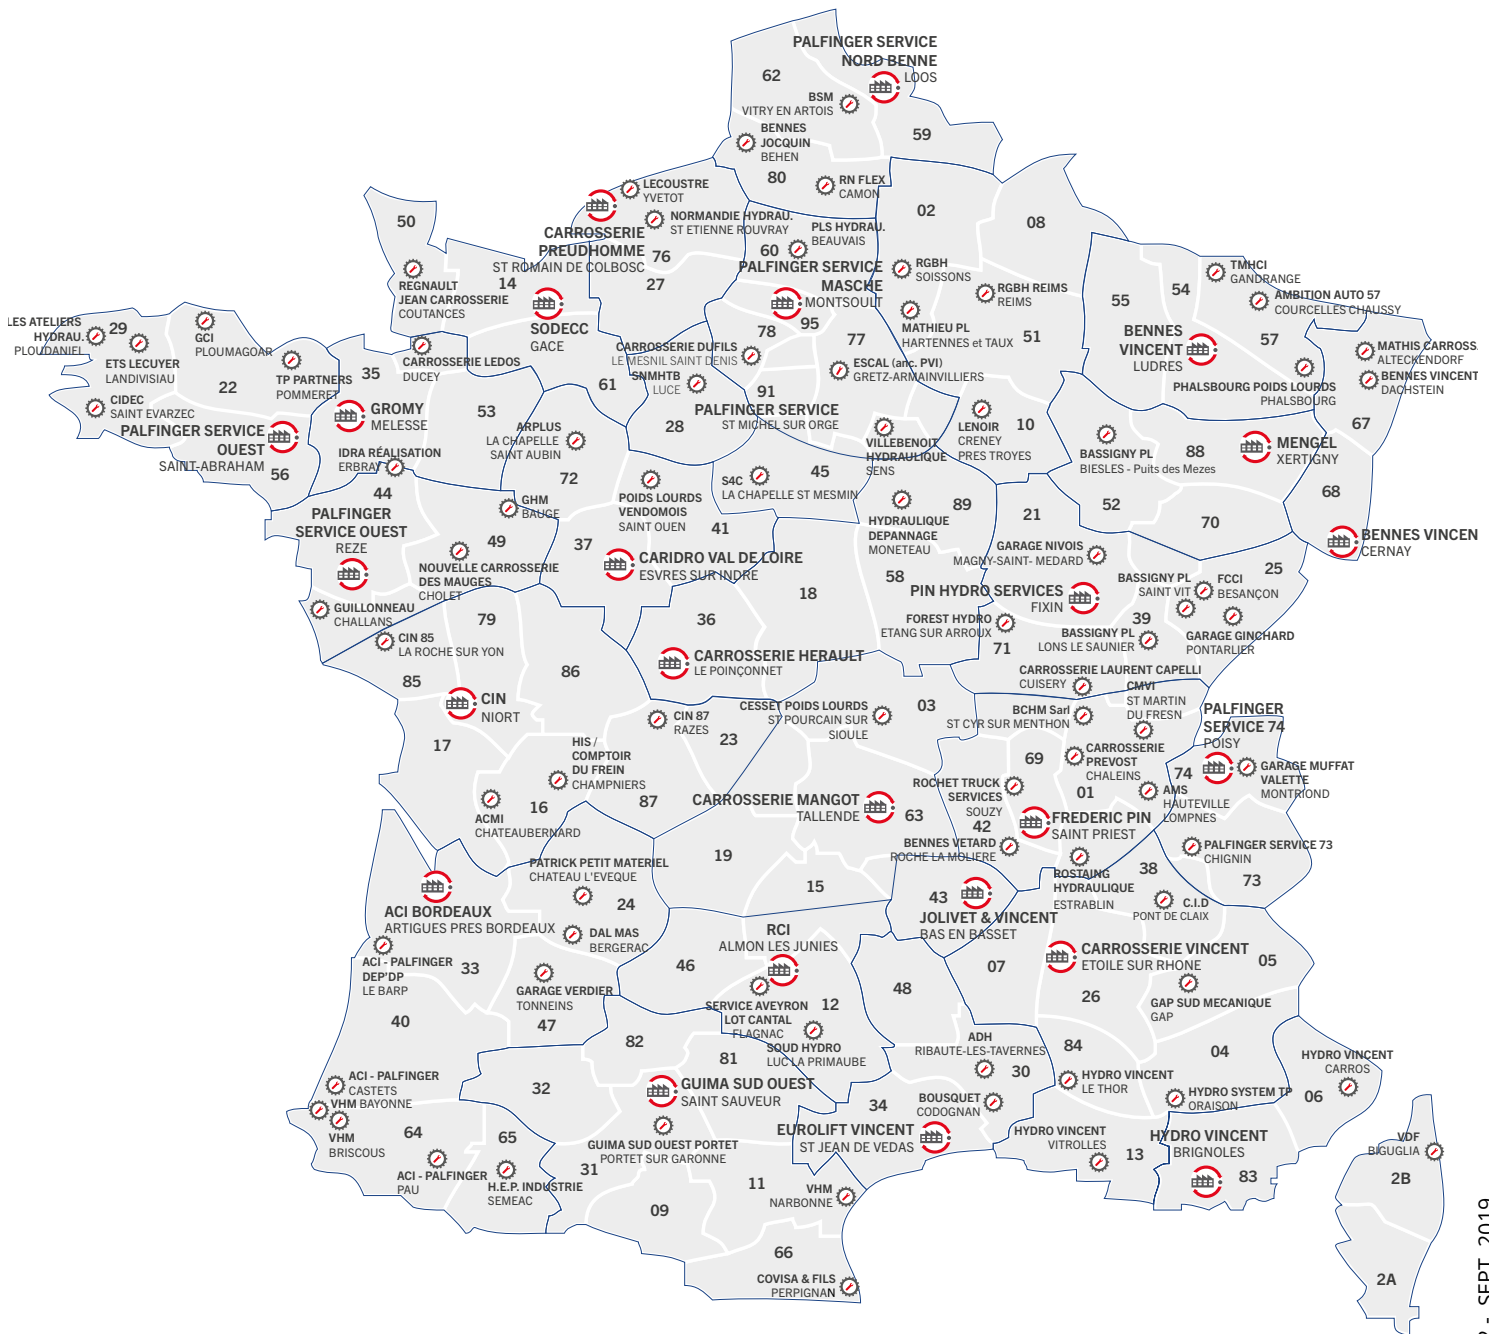 PALFINGER SERVICE
NORD BENNE
LOOS
62
BSM
VITRY EN ARTOIS
59
BENNES
JOCQUIN
BEHEN
80
RN FLEX
CAMON
LECOUSTRE
YVETOT
NORMANDIE HYDRAU.
ST ETIENNE ROUVRAY
CARROSSERIE
PREUDHOMME
ST ROMAIN DE COLBOSC
76
27
PLS HYDRAU.
BEAUVAIS
60
02
08
50
REGNAULT
JEAN CARROSSERIE
COUTANCES
14
SODECC
GACE
PALFINGER SERVICE
MASCHE
MONTSOULT
95
78
77
RGBH
SOISSONS
RGBH REIMS
REIMS
MATHIEU PL
HARTENNES et TAUX
51
55
54
TMHCI
GANDRANGE
AMBITION AUTO 57
COURCELLES CHAUSSY
57
BENNES
VINCENT
LUDRES
MATHIS CARROSS.
ALTECKENDORF
BENNES VINCENT
DACHSTEIN
PHALSBOURG POIDS LOURDS
PHALSBOURG
67
LES ATELIERS
HYDRAU.
PLOUDANIEL
29
ETS LECUYER
LANDIVISIAU
GCI
PLOUMAGOAR
CIDEC
SAINT EVARZEC
22
TP PARTNERS
POMMERET
PALFINGER SERVICE
OUEST
SAINT-ABRAHAM
56
35
CARROSSERIE LEDOS
DUCEY
GROMY
MELESSE
53
IDRA RÉALISATION
ERBRAY
61
ARPLUS
LA CHAPELLE
SAINT AUBIN
72
CARROSSERIE DUFILS
LE MESNIL SAINT DENIS
SNMHTB
LUCE
28
91
PALFINGER SERVICE
ST MICHEL SUR ORGE
ESCAL (anc. PVI)
GRETZ-ARMAINVILLIERS
VILLEBENOIT
HYDRAULIQUE
SENS
LENOIR
CRENEY
PRES TROYES
10
BASSIGNY PL
BIESLES - Puits des Mezes
88
MENGEL
XERTIGNY
52
70
68
BENNES VINCEN
CERNAY
44
PALFINGER
SERVICE OUEST
REZE
GHM
BAUGE
49
NOUVELLE CARROSSERIE
DES MAUGES
CHOLET
GUILLONNEAU
CHALLANS
POIDS LOURDS
VENDOMOIS
SAINT OUEN
S4C
LA CHAPELLE ST MESMIN
45
41
37
CARIDRO VAL DE LOIRE
ESVRES SUR INDRE
HYDRAULIQUE
DEPANNAGE
MONETEAU
89
21
GARAGE NIVOIS
MAGNY-SAINT- MEDARD
58
PIN HYDRO SERVICES
FIXIN
BASSIGNY PL
SAINT VIT
FCCI
BESANÇON
25
39
FOREST HYDRO
ETANG SUR ARROUX
BASSIGNY PL
LONS LE SAUNIER
GARAGE GINCHARD
PONTARLIER
71
CARROSSERIE LAURENT CAPELLI
CUISERY
18
36
CARROSSERIE HERAULT
LE POINÇONNET
79
CIN 85
LA ROCHE SUR YON
85
86
CIN
NIORT
17
CIN 87
RAZES
23
CESSET POIDS LOURDS
ST POURCAIN SUR
SIOULE
03
BCHM Sarl
ST CYR SUR MENTHON
CMVI
ST MARTIN
DU FRESN
PALFINGER
SERVICE 74
POISY
CARROSSERIE
PREVOST
CHALEINS
69
01
74
GARAGE MUFFAT
VALETTE
MONTRIOND
AMS
HAUTEVILLE
LOMPNES
HIS /
COMPTOIR
DU FREIN
CHAMPNIERS
ACMI
CHATEAUBERNARD
16
87
CARROSSERIE MANGOT
TALLENDE
63
ROCHET TRUCK
SERVICES
SOUZY
42
FREDERIC PIN
SAINT PRIEST
BENNES VETARD
ROCHE LA MOLIERE
PALFINGER SERVICE 73
CHIGNIN
73
38
ROSTAING
HYDRAULIQUE
ESTRABLIN
C.I.D
PONT DE CLAIX
19
15
43
JOLIVET & VINCENT
BAS EN BASSET
PATRICK PETIT MATERIEL
CHATEAU L'EVEQUE
24
ACI BORDEAUX
ARTIGUES PRES BORDEAUX
DAL MAS
BERGERAC
ACI - PALFINGER
DEP'DP
LE BARP
33
GARAGE VERDIER
TONNEINS
47
40
RCI
ALMON LES JUNIES
46
SERVICE AVEYRON
LOT CANTAL
FLAGNAC
12
SOUD HYDRO
LUC LA PRIMAUBE
48
07
CARROSSERIE VINCENT
ETOILE SUR RHONE
05
26
GAP SUD MECANIQUE
GAP
82
81
GUIMA SUD OUEST
SAINT SAUVEUR
32
GUIMA SUD OUEST PORTET
PORTET SUR GARONNE
31
ADH
RIBAUTE-LES-TAVERNES
30
84
04
HYDRO VINCENT
LE THOR
HYDRO SYSTEM TP
ORAISON
HYDRO VINCENT
CARROS
06
BOUSQUET
CODOGNAN
34
EUROLIFT VINCENT
ST JEAN DE VEDAS
HYDRO VINCENT
VITROLLES
13
HYDRO VINCENT
BRIGNOLES
83
ACI - PALFINGER
CASTETS
VHM BAYONNE
VHM
BRISCOUS
64
65
ACI - PALFINGER
PAU
H.E.P. INDUSTRIE
SEMEAC
09
11
VHM
NARBONNE
66
COVISA & FILS
PERPIGNAN
VDF
BIGUGLIA
2B
2A
- SEPT. 2019